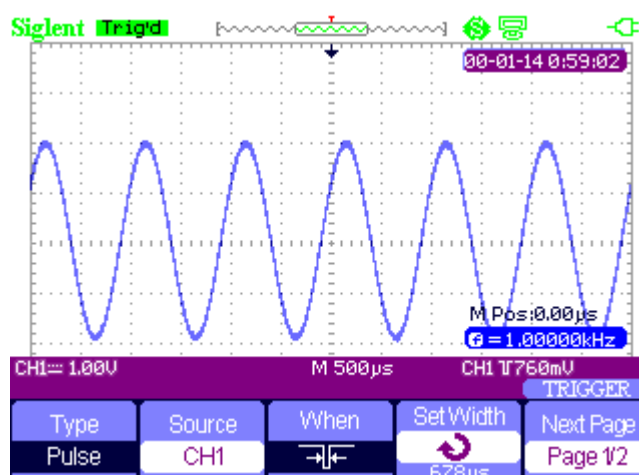 Siglent Trig'd
00-01-14 0:59:02
M Pos:0.00µs
f = 1.00000kHz
CH1 1.00V M 500µs CH1 760mV
TRIGGER
Type Source When Set Width Next Page
Pulse CH1 678µs Page 1/2